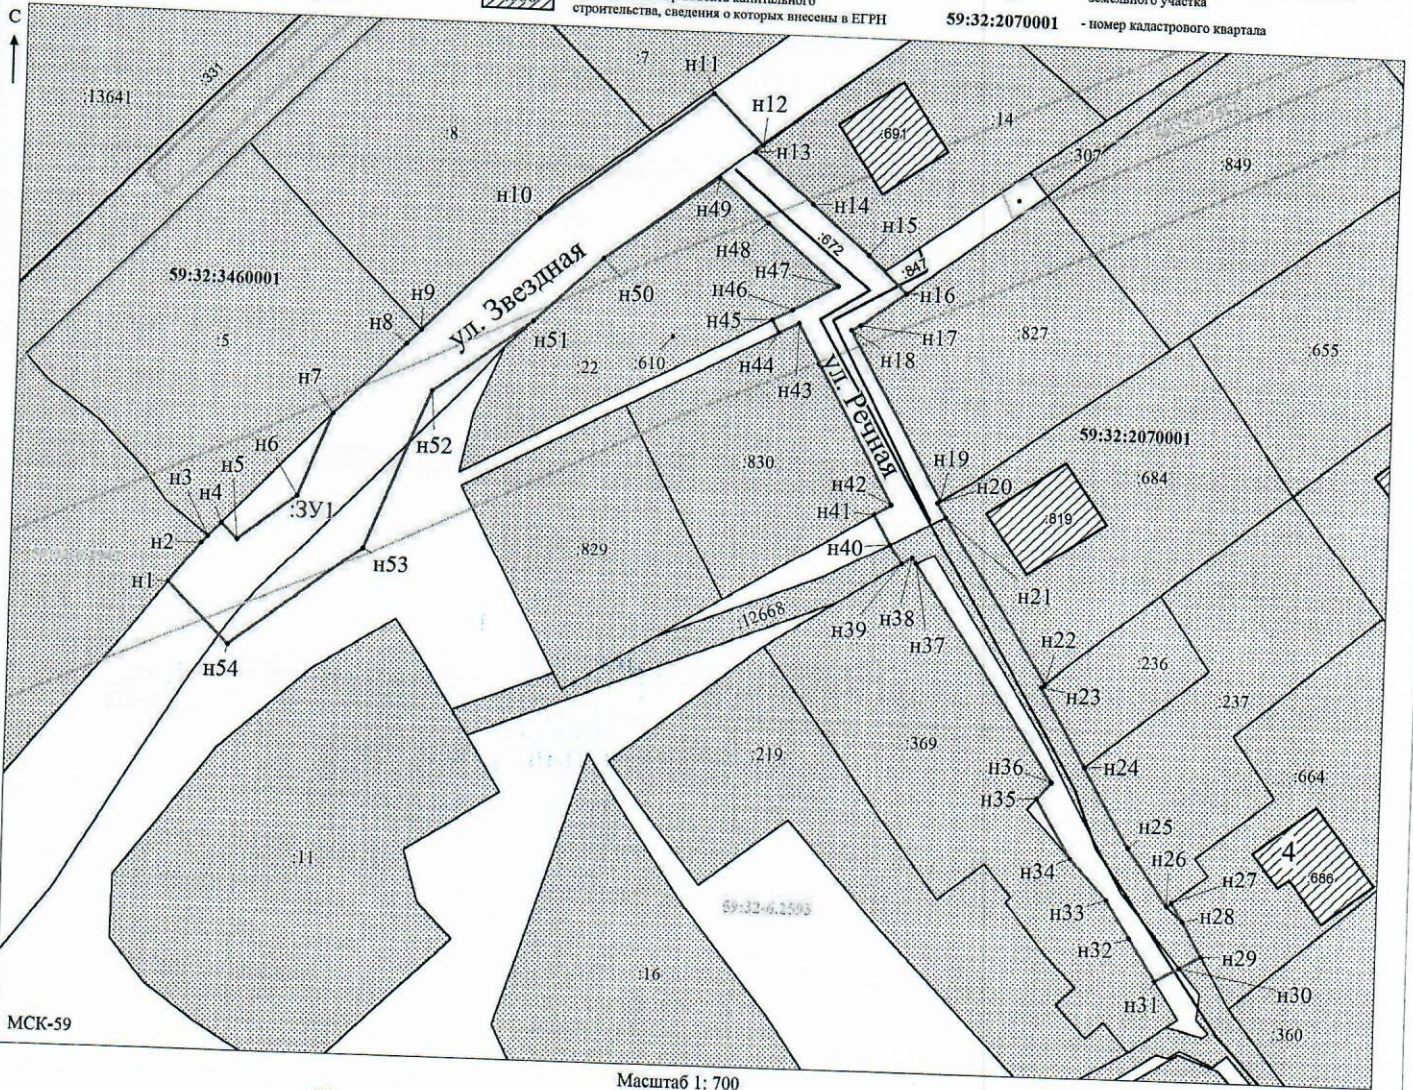 строительства, сведения о которых внесены в ЕГРН
земельного участка
59:32:2070001 - номер кадастрового квартала
С
:331
:7
н11
:13641
н12
:8
:691
:14
н13
:307
:849
н10
н14
н49
н15
н48
:672
59:32:3460001
ул. Звездная
н47
:847
н9
н50
н46
н16
н8
н51
н45
н17
:827
:5
:22
:610
н44
н18
:655
н7
н43
ул. Речная
н52
59:32:2070001
н6
:830
н19
н3
н5
н20
:684
н4
н42
:ЗУ1
н41
:819
н2
:829
н40
н53
н1
н21
:12668
н38
н39
н37
н54
н22
:236
н23
:237
:219
:369
н36
н24
:664
н35
н25
:11
4
н34
н26
н27
:686
59:32-6.2593
н33
н28
н32
н29
:16
н31
н30
МСК-59
:360
Масштаб 1: 700